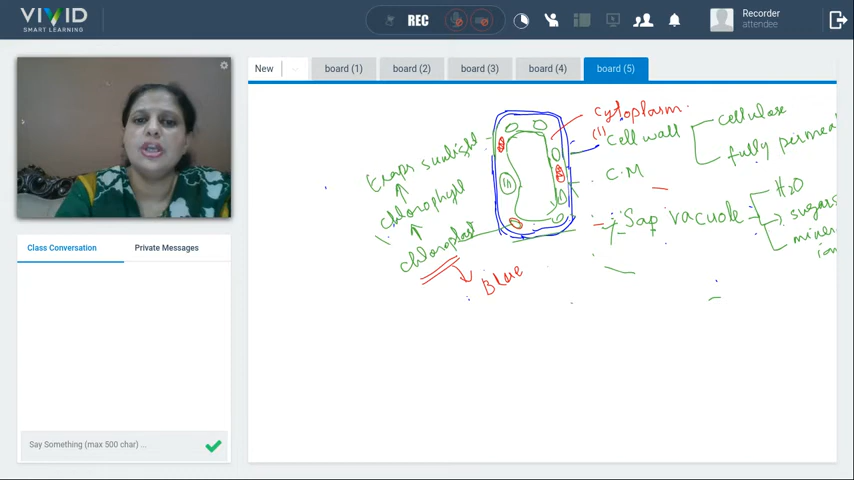 VIVID
SMART LEARNING
REC
Recorder
attendee
New
board (1)
board (2)
board (3)
board (4)
board (5)
cytoplasm.
(1)
cell wall
cellulose
fully permea
C.M
Sap vacuole
H2O
sugars
miner
ion
Traps sunlight
chlorophyll
chloroplast
Blue
Class Conversation
Private Messages
Say Something (max 500 char) ...